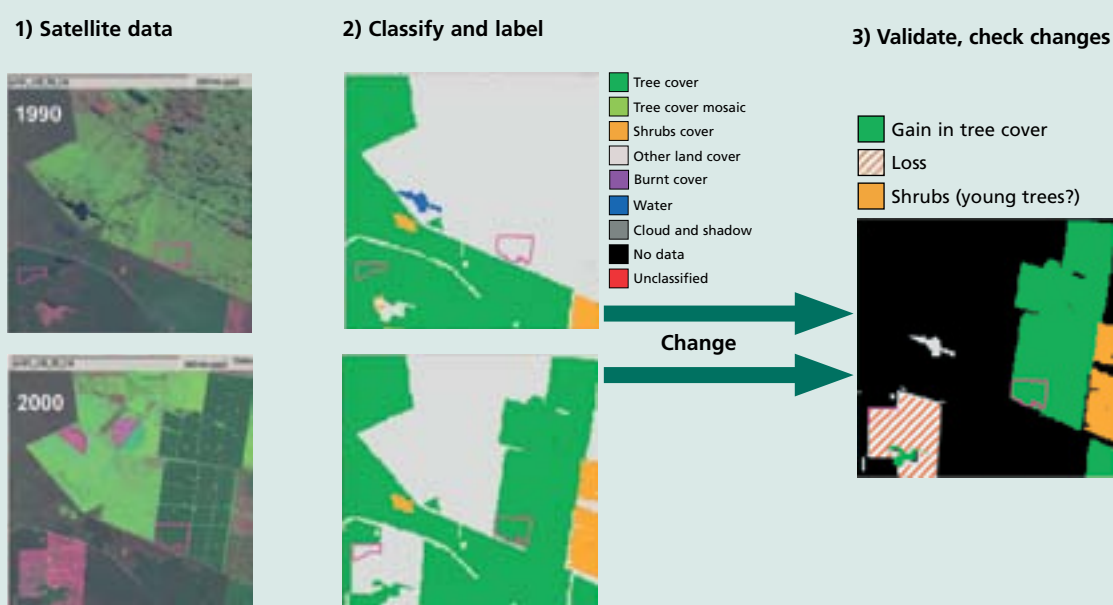 1) Satellite data
2) Classify and label
3) Validate, check changes
1990
2000
Tree cover
Tree cover mosaic
Shrubs cover
Other land cover
Burnt cover
Water
Cloud and shadow
No data
Unclassified
Change
Gain in tree cover
Loss
Shrubs (young trees?)